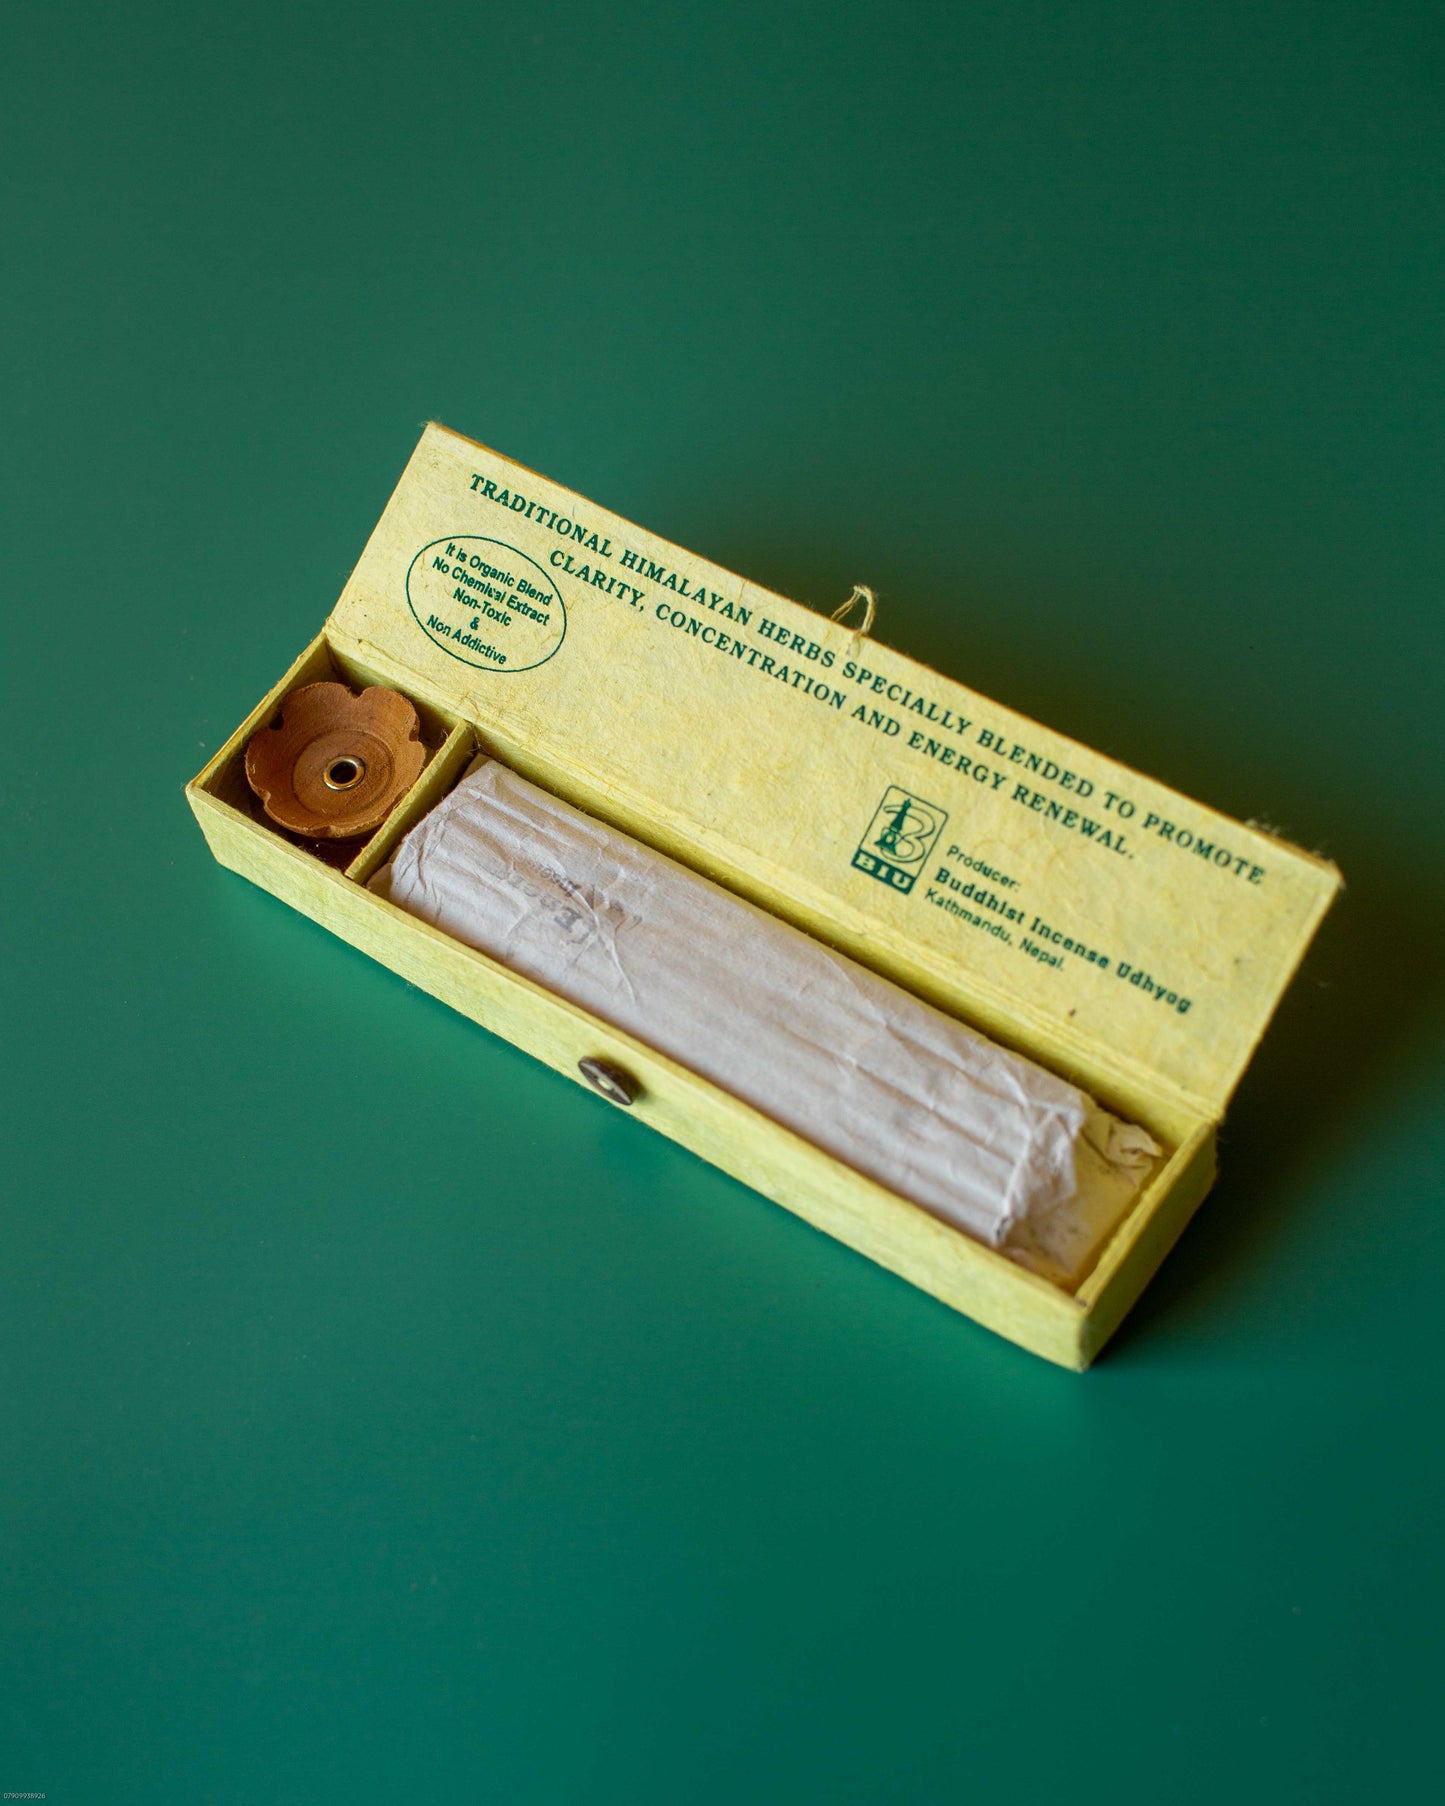 TRADITIONAL HIMALAYAN HERBS SPECIALLY BLENDED TO PROMOTE
CLARITY, CONCENTRATION AND ENERGY RENEWAL.
It is Organic Blend
No Chemical Extract
Non-Toxic
&
Non Addictive
B
BIU
Producer:
Buddhist Incense Udhyog
Kathmandu, Nepal.
07909938926